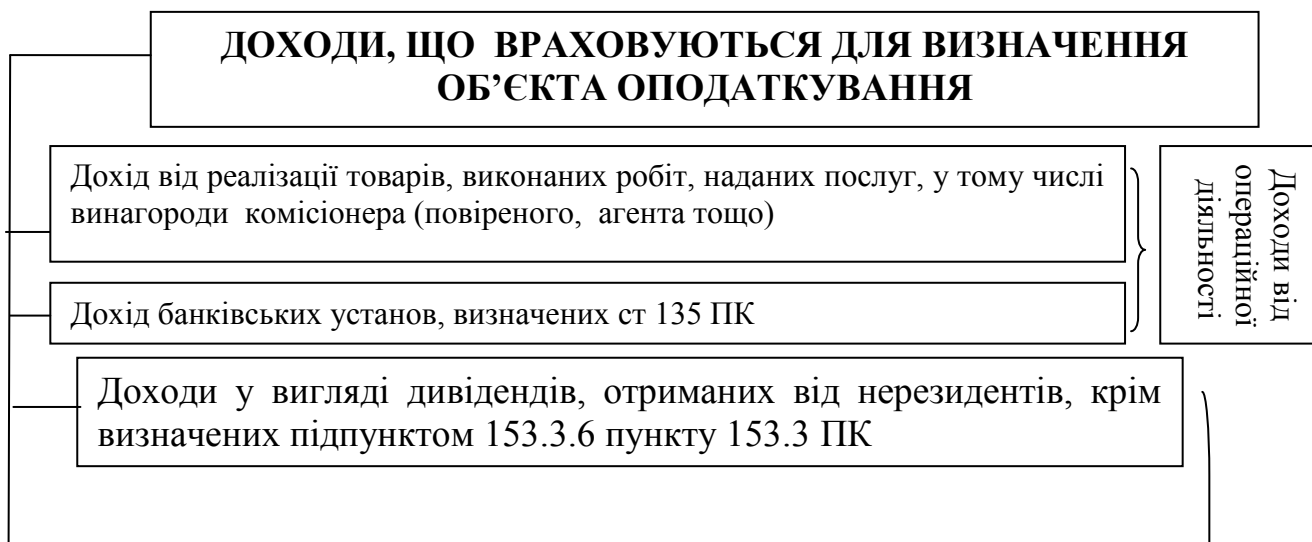 ДОХОДИ, ЩО ВРАХОВУЮТЬСЯ ДЛЯ ВИЗНАЧЕННЯ
ОБ’ЄКТА ОПОДАТКУВАННЯ
Дохід від реалізації товарів, виконаних робіт, наданих послуг, у тому числі
винагороди комісіонера (повіреного, агента тощо)
Дохід банківських установ, визначених ст 135 ПК
Доходи від
операційної
діяльності
Доходи у вигляді дивідендів, отриманих від нерезидентів, крім
визначених підпунктом 153.3.6 пункту 153.3 ПК